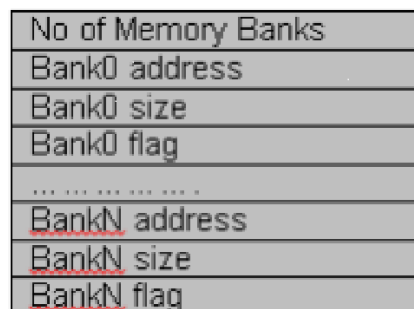 No of Memory Banks
Bank0 address
Bank0 size
Bank0 flag
... ... ... ... ... .
BankN address
BankN size
BankN flag